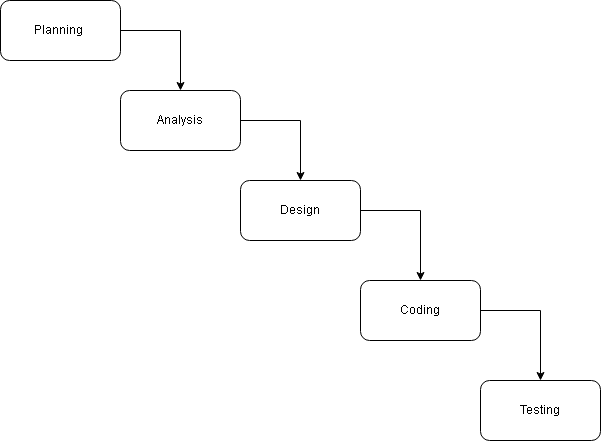 Planning
Analysis
Design
Coding
Testing